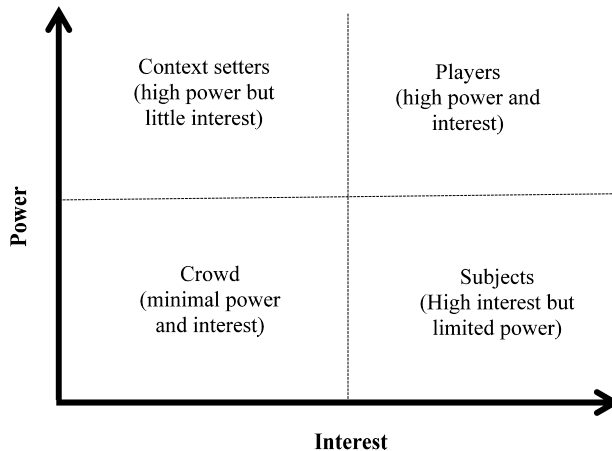 Context setters
(high power but
little interest)
Players
(high power and
interest)
Power
Crowd
(minimal power
and interest)
Subjects
(High interest but
limited power)
Interest